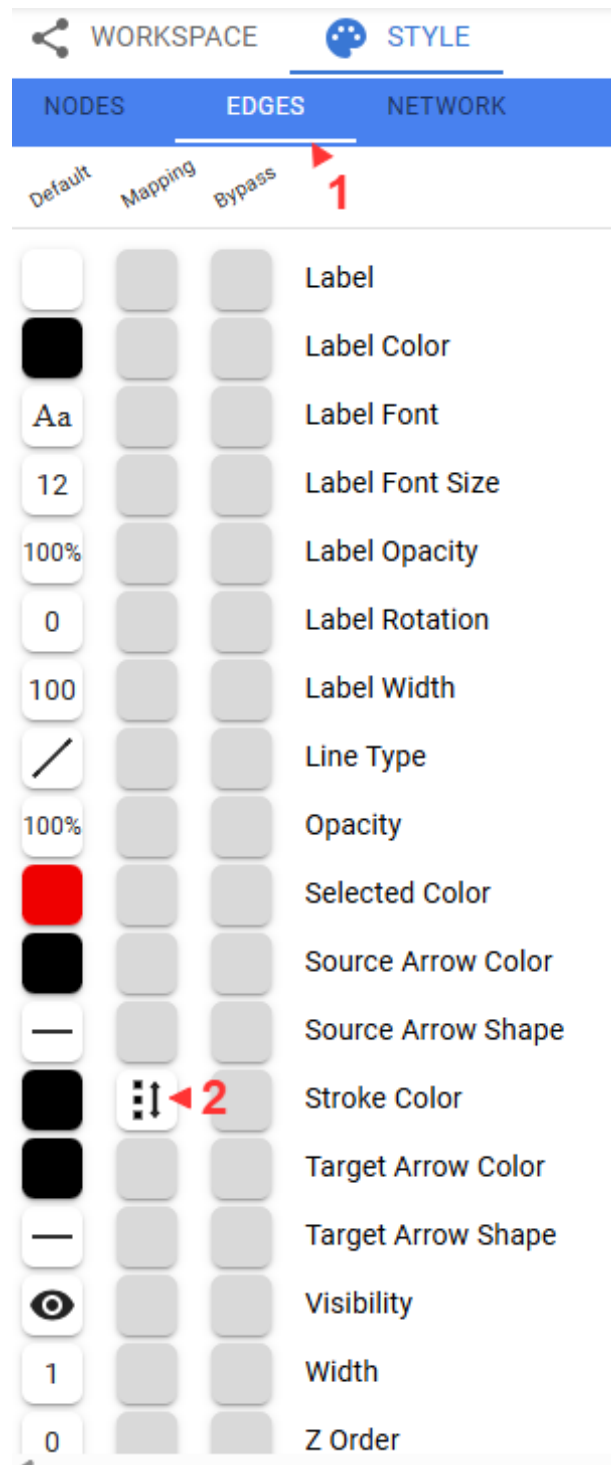 WORKSPACE STYLE
NODES EDGES NETWORK
Default Mapping Bypass 1
Label
Label Color
Aa Label Font
12 Label Font Size
100% Label Opacity
0 Label Rotation
100 Label Width
Line Type
100% Opacity
Selected Color
Source Arrow Color
Source Arrow Shape
2 Stroke Color
Target Arrow Color
Target Arrow Shape
Visibility
1 Width
0 Z Order